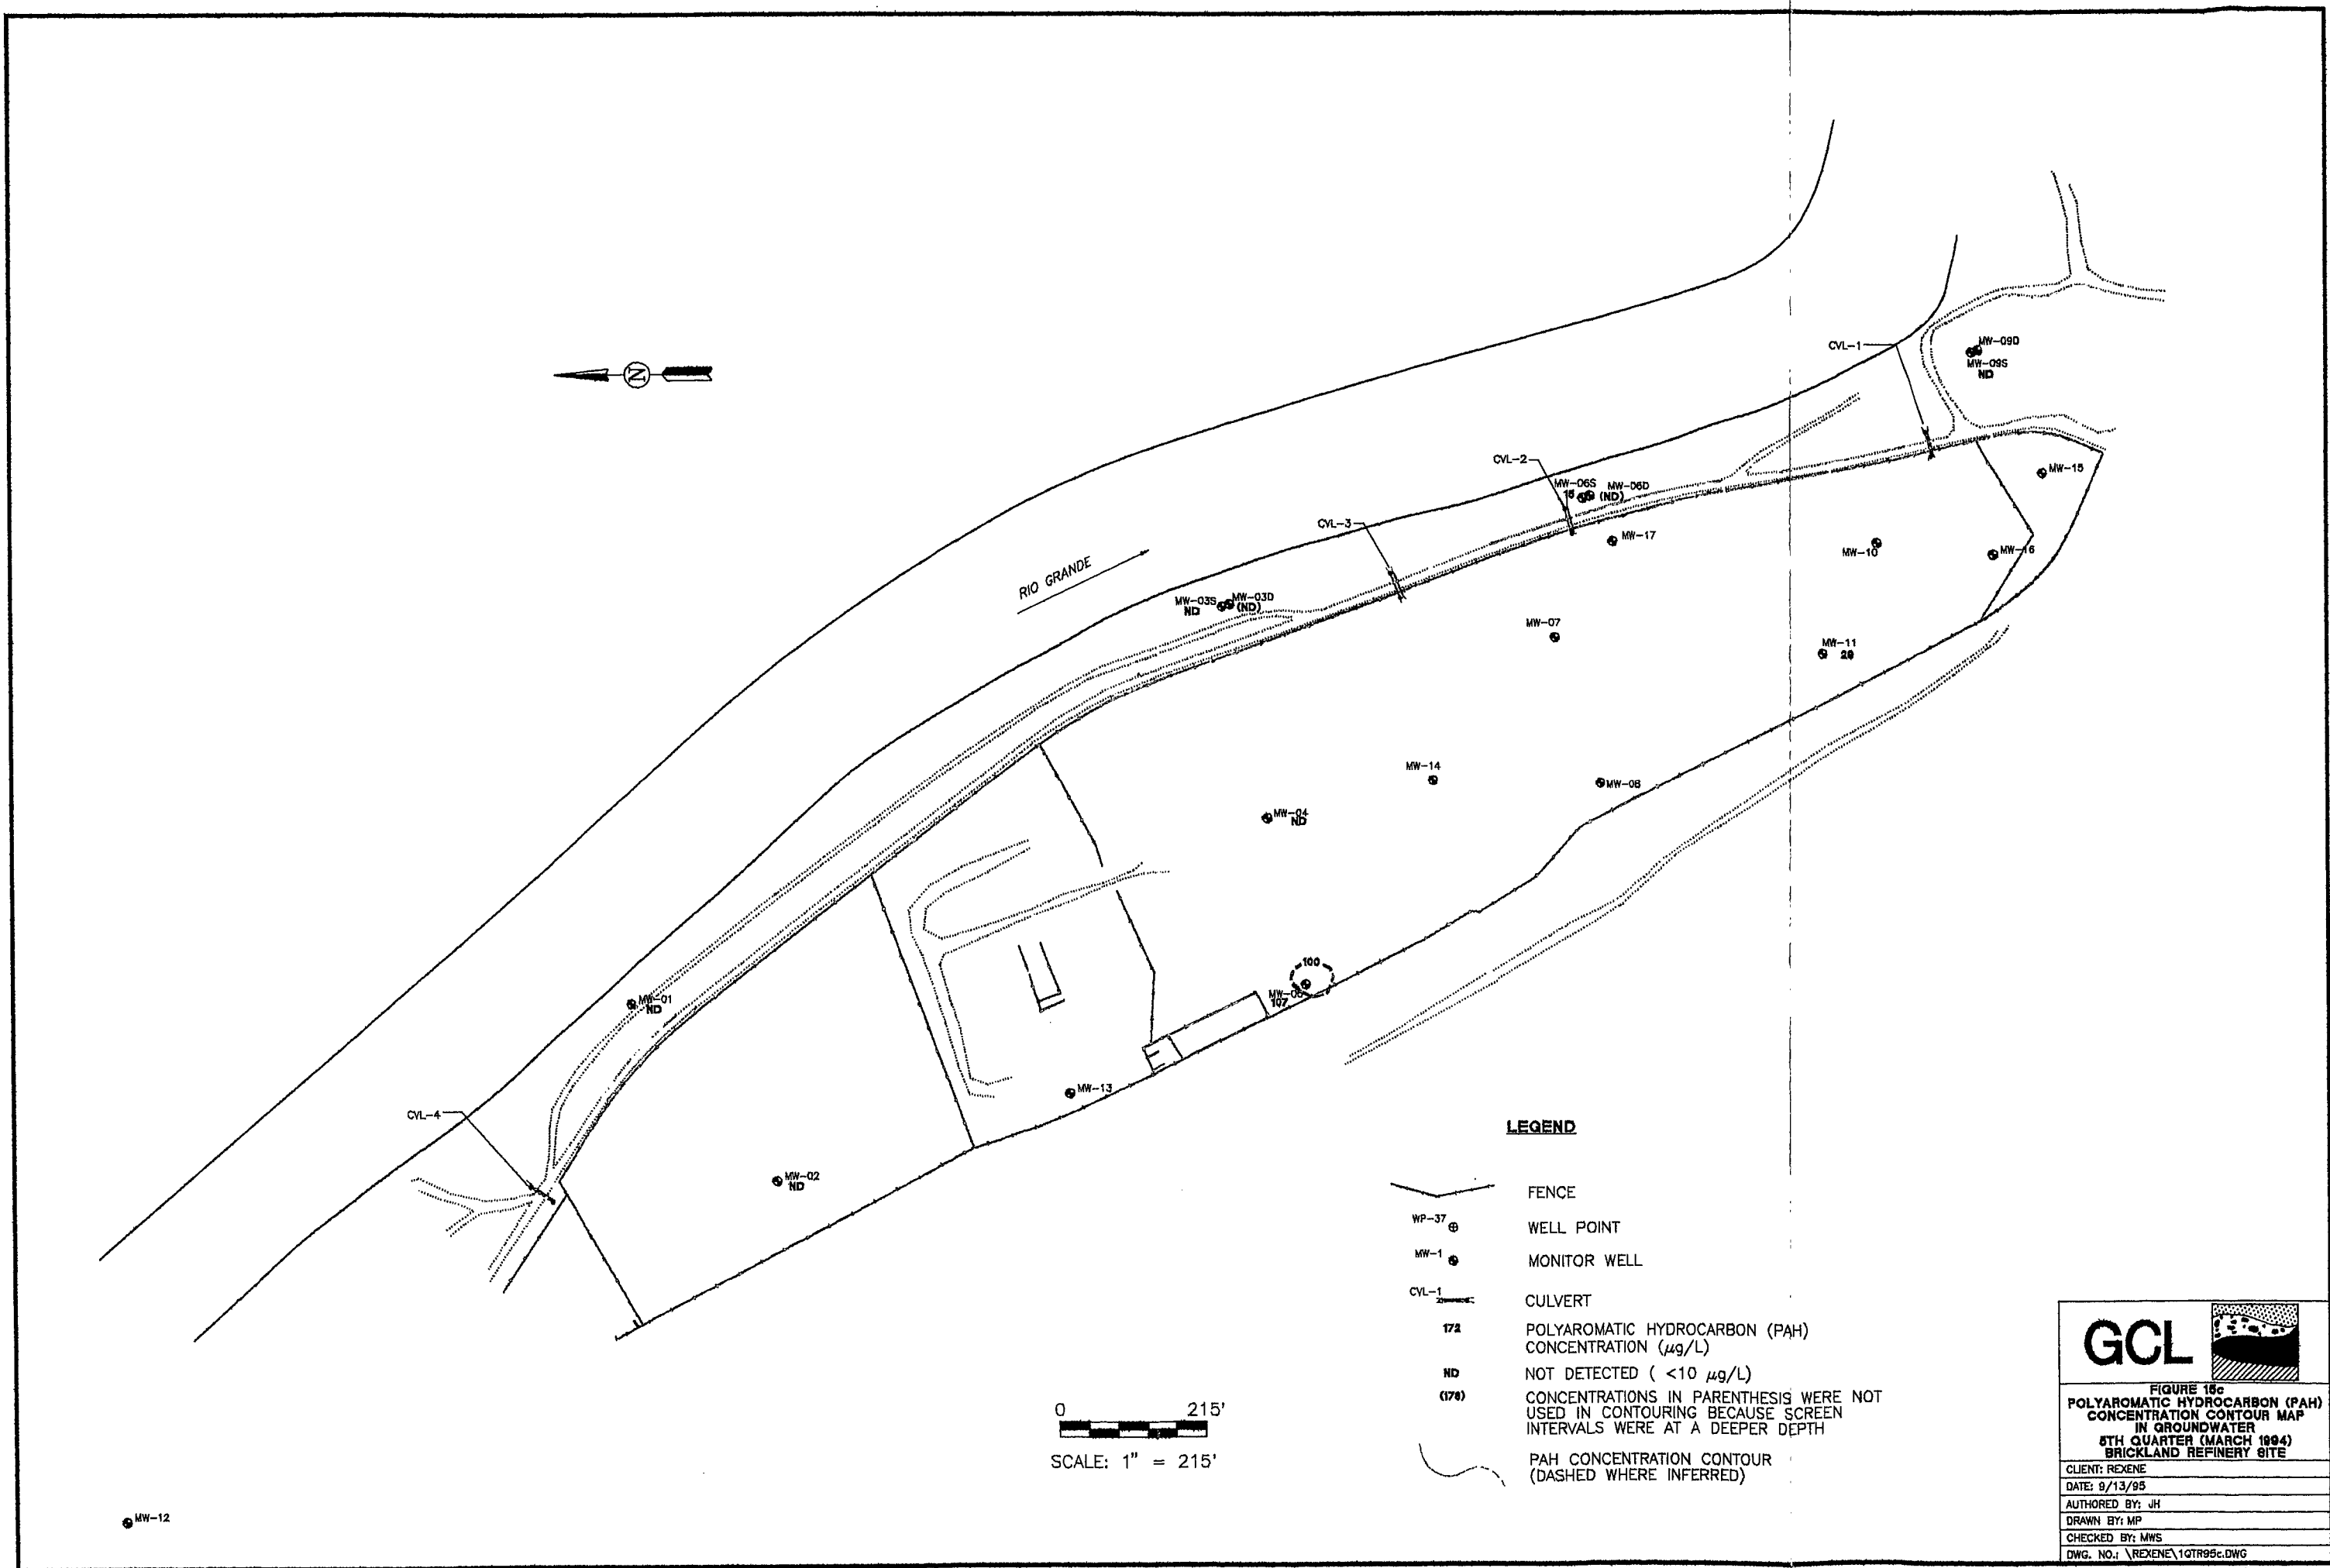 N
CVL-1
MW-09D
MW-09S
ND
CVL-2
MW-06S
MW-06D
(ND)
MW-15
CVL-3
MW-17
MW-10
MW-16
RIO GRANDE
MW-03S
ND
MW-03D
(ND)
MW-07
MW-11
MW-14
MW-08
MW-04
ND
100
107
MW-01
ND
MW-13
CVL-4
MW-02
ND
LEGEND
FENCE
WP-37
WELL POINT
MW-1
MONITOR WELL
CVL-1
CULVERT
172
POLYAROMATIC HYDROCARBON (PAH)
CONCENTRATION (µg/L)
ND
NOT DETECTED ( <10 µg/L)
(176)
CONCENTRATIONS IN PARENTHESIS WERE NOT
USED IN CONTOURING BECAUSE SCREEN
INTERVALS WERE AT A DEEPER DEPTH
PAH CONCENTRATION CONTOUR
(DASHED WHERE INFERRED)
0 215'
SCALE: 1" = 215'
MW-12
GCL
FIGURE 15c
POLYAROMATIC HYDROCARBON (PAH)
CONCENTRATION CONTOUR MAP
IN GROUNDWATER
5TH QUARTER (MARCH 1994)
BRICKLAND REFINERY SITE
CLIENT: REXENE
DATE: 9/13/95
AUTHORED BY: JH
DRAWN BY: MP
CHECKED BY: MWS
DWG. NO.: \REXENE\1QTR95c.DWG